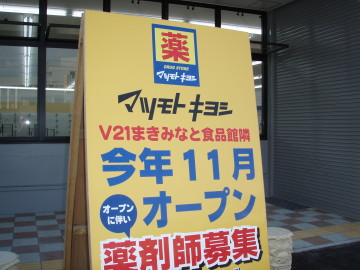 薬
DRUG STORE
マツモト キヨシ
マツモト キヨシ
V21まきみなと食品館隣
今年11月
オープンに伴い
オープン
薬剤師募集